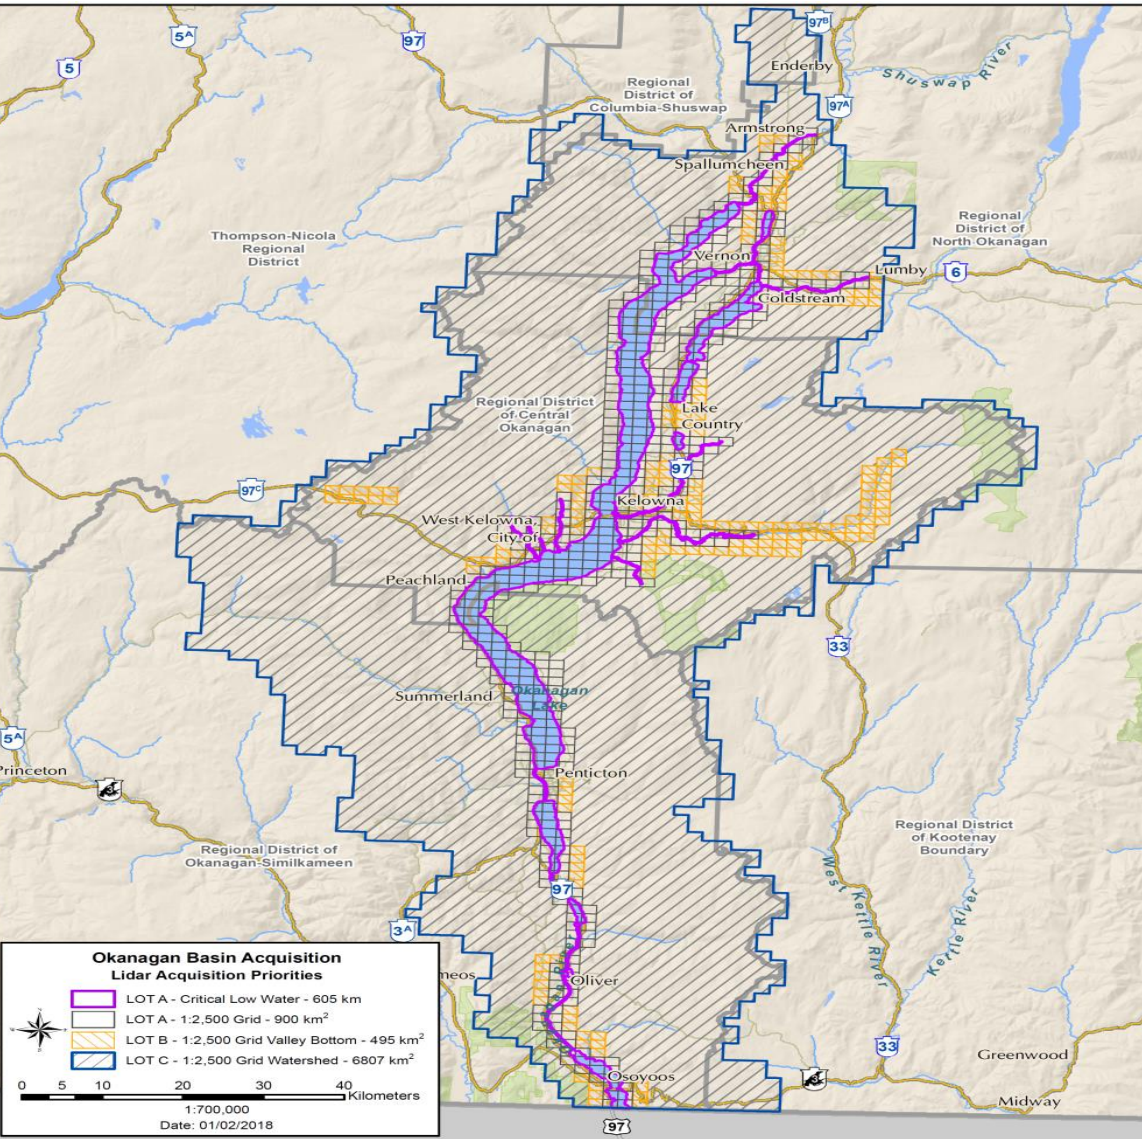 5A
97
5
97B
Enderby
Shuswap River
Regional
District of
Columbia-Shuswap
97A
Armstrong
Spallumcheen
Thompson-Nicola
Regional
District
Regional
District of
North Okanagan
Vernon
Lumby
6
Coldstream
Regional District
of Central
Okanagan
Lake
Country
97
97C
Kelowna
West Kelowna,
City of
Peachland
33
Summerland
Okanagan
Lake
5A
Princeton
3
Penticton
Regional District of
Okanagan-Similkameen
Regional District
of Kootenay
Boundary
West Kettle River
Kettle River
97
3A
meos
River
Oliver
33
Greenwood
Osoyoos
3
Midway
97
Okanagan Basin Acquisition
Lidar Acquisition Priorities
LOT A - Critical Low Water - 605 km
LOT A - 1:2,500 Grid - 900 km²
LOT B - 1:2,500 Grid Valley Bottom - 495 km²
LOT C - 1:2,500 Grid Watershed - 6807 km²
0 5 10 20 30 40
Kilometers
1:700,000
Date: 01/02/2018